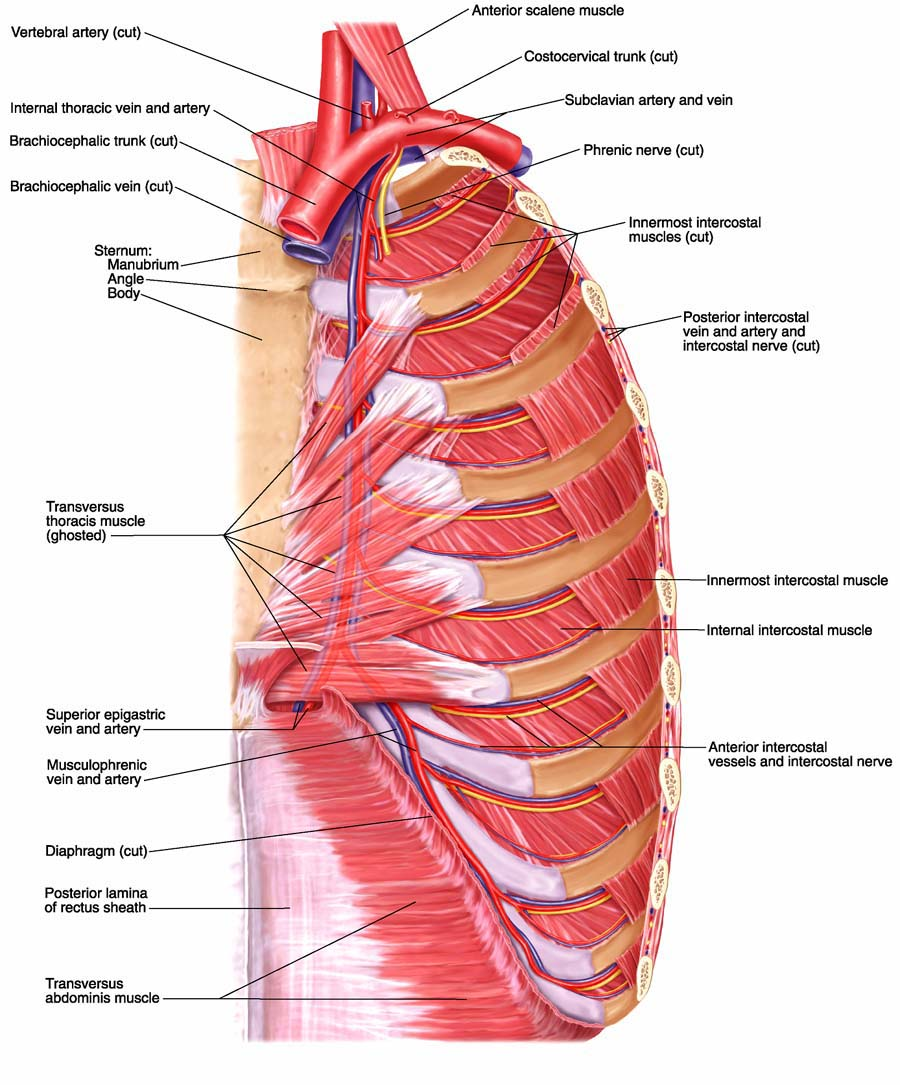 Anterior scalene muscle
Vertebral artery (cut)
Costocervical trunk (cut)
Internal thoracic vein and artery
Subclavian artery and vein
Brachiocephalic trunk (cut)
Phrenic nerve (cut)
Brachiocephalic vein (cut)
Innermost intercostal
muscles (cut)
Sternum:
Manubrium
Angle
Body
Posterior intercostal
vein and artery and
intercostal nerve (cut)
Transversus
thoracis muscle
(ghosted)
Innermost intercostal muscle
Internal intercostal muscle
Superior epigastric
vein and artery
Anterior intercostal
vessels and intercostal nerve
Musculophrenic
vein and artery
Diaphragm (cut)
Posterior lamina
of rectus sheath
Transversus
abdominis muscle